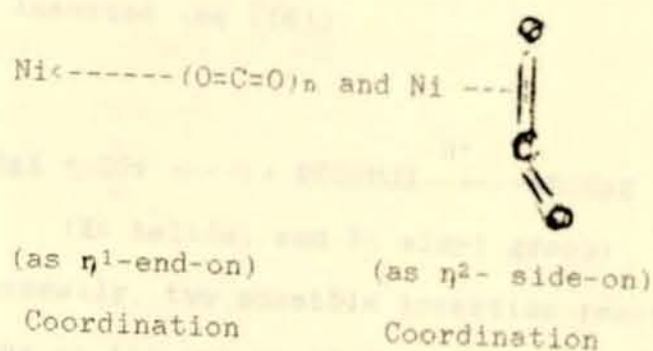 Ni<------(O=C=O)n and Ni ---
O
C
O
(as η¹-end-on) (as η²- side-on)
Coordination Coordination